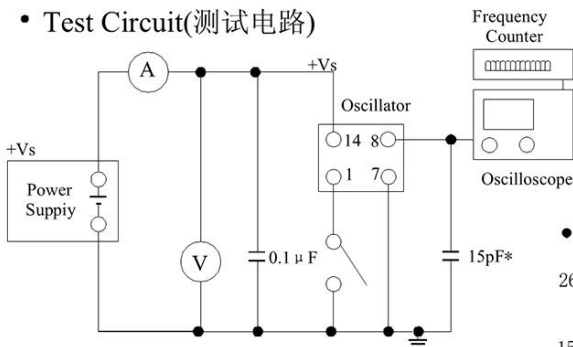 • Test Circuit(测试电路)
Frequency
Counter
A
+Vs
Oscillator
+Vs
14 8
1 7
Power
Suppiy
Oscilloscope
V
0.1 μ F
15pF*
•
26
15